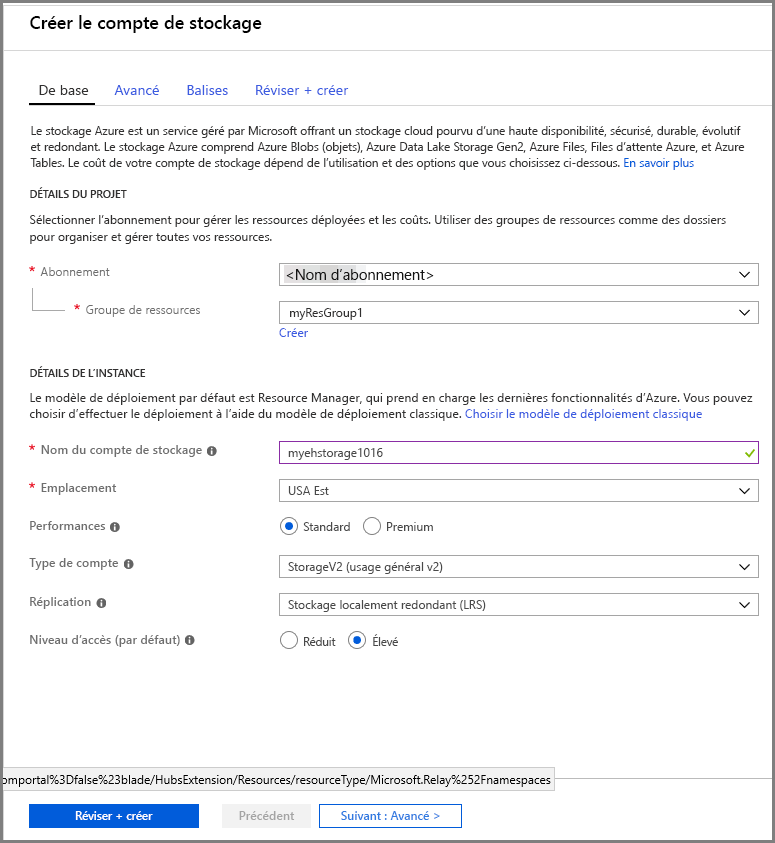 Créer le compte de stockage
De base Avancé Balises Réviser + créer
Le stockage Azure est un service géré par Microsoft offrant un stockage cloud pourvu d'une haute disponibilité, sécurisé, durable, évolutif
et redondant. Le stockage Azure comprend Azure Blobs (objets), Azure Data Lake Storage Gen2, Azure Files, Files d'attente Azure, et Azure
Tables. Le coût de votre compte de stockage dépend de l'utilisation et des options que vous choisissez ci-dessous. En savoir plus
DÉTAILS DU PROJET
Sélectionner l'abonnement pour gérer les ressources déployées et les coûts. Utiliser des groupes de ressources comme des dossiers
pour organiser et gérer toutes vos ressources.
* Abonnement <Nom d'abonnement>
* Groupe de ressources myResGroup1
Créer
DÉTAILS DE L'INSTANCE
Le modèle de déploiement par défaut est Resource Manager, qui prend en charge les dernières fonctionnalités d'Azure. Vous pouvez
choisir d'effectuer le déploiement à l'aide du modèle de déploiement classique. Choisir le modèle de déploiement classique
* Nom du compte de stockage myehstorage1016
* Emplacement USA Est
Performances Standard Premium
Type de compte StorageV2 (usage général v2)
Réplication Stockage localement redondant (LRS)
Niveau d'accès (par défaut) Réduit Élevé
omportal%3Dfalse%23blade/HubsExtension/Resources/resourceType/Microsoft.Relay%252Fnamespaces
Réviser + créer Précédent Suivant : Avancé >